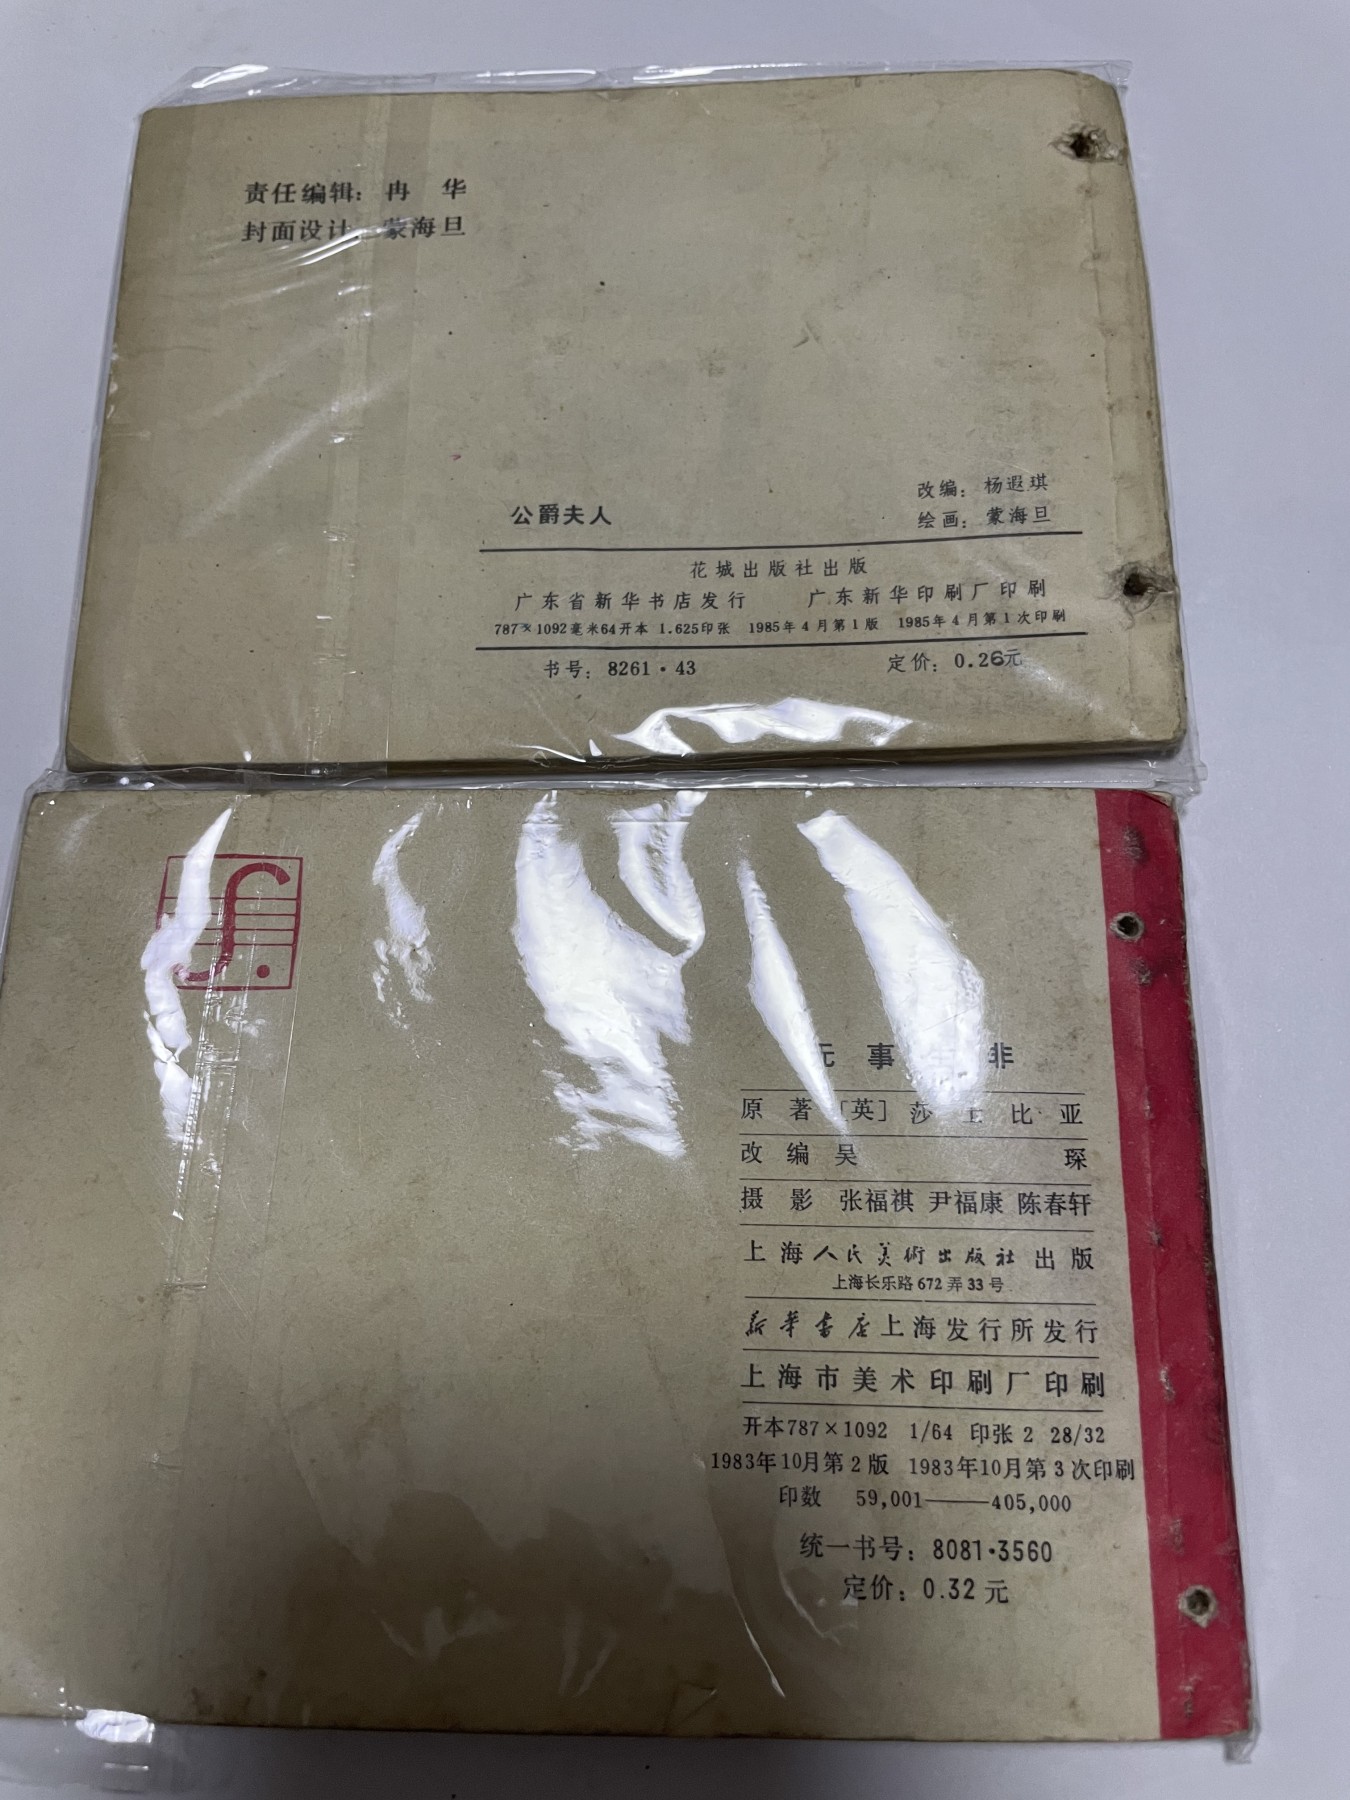 责任编辑：冉 华
封面设计：蒙海旦
改编：杨遐琪
公爵夫人
绘画：蒙海旦
花城出版社出版
广东省新华书店发行 广东新华印刷厂印刷
787×1092毫米64开本 1.625印张 1985年4月第1版 1985年4月第1次印刷
书号：8261·43 定价：0.26元
无事生非
原著 [英] 莎士比亚
改编 吴琛
摄影 张福祺 尹福康 陈春轩
上海人民美術出版社出版
上海长乐路672弄33号
新华書店上海发行所发行
上海市美术印刷厂印刷
开本787×1092 1/64 印张2 28/32
1983年10月第2版 1983年10月第3次印刷
印数 59,001——405,000
统一书号：8081·3560
定价：0.32元